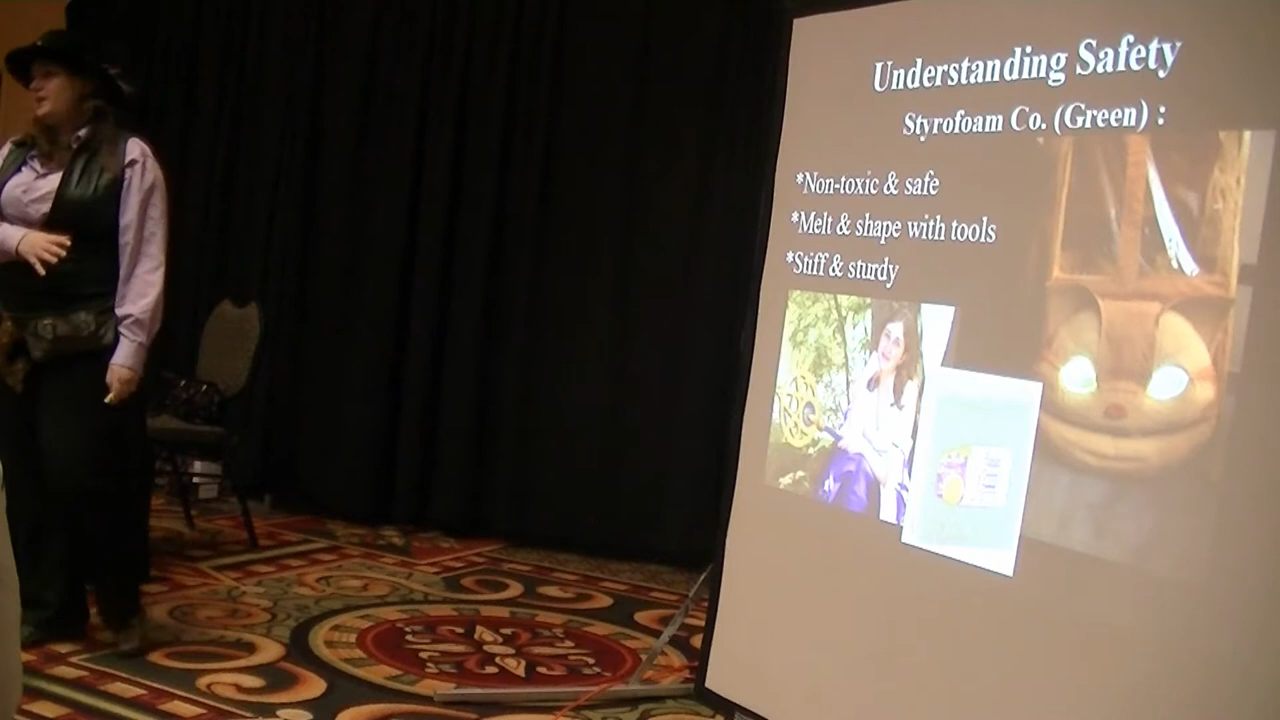 Understanding Safety
Styrofoam Co. (Green) :
*Non-toxic & safe
*Melt & shape with tools
*Stiff & sturdy